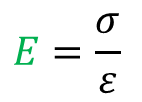 E = σ/ε